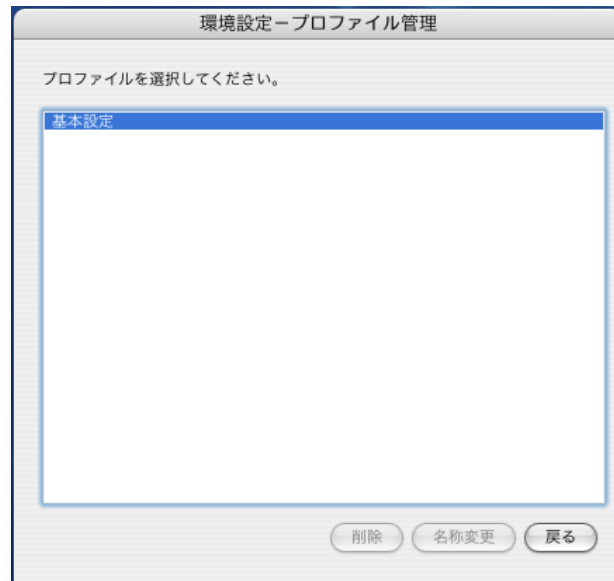 環境設定－プロファイル管理
プロファイルを選択してください。
基本設定
削除
名称変更
戻る